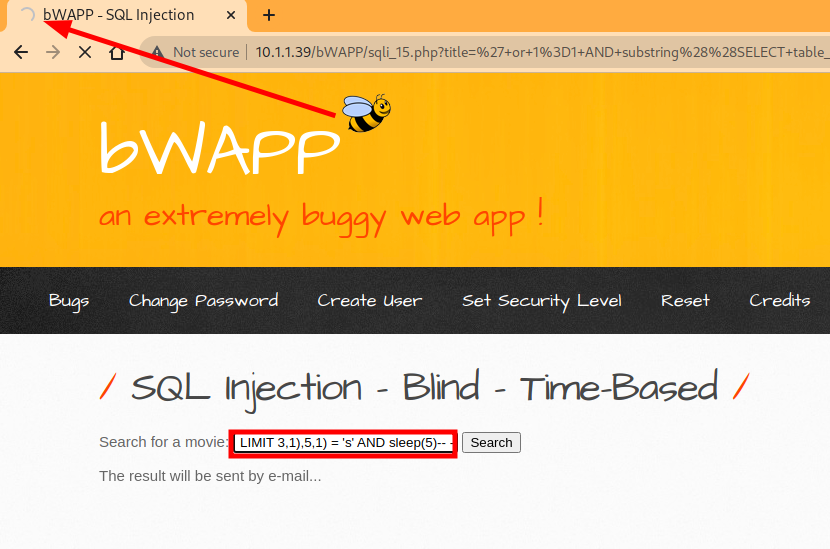 bWAPP - SQL Injection
Not secure 10.1.1.39/bWAPP/sqli_15.php?title=%27+or+1%3D1+AND+substring%28%28SELECT+table_
bWAPP
an extremely buggy web app !
Bugs Change Password Create User Set Security Level Reset Credits
/ SQL Injection - Blind - Time-Based /
Search for a movie: LIMIT 3,1),5,1) = 's' AND sleep(5)-- - Search
The result will be sent by e-mail...